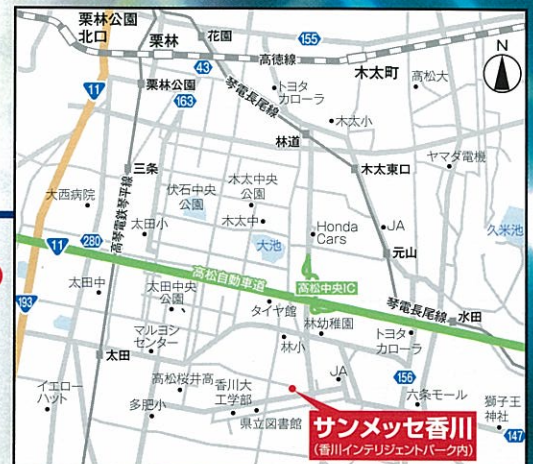 栗林公園
北口
栗林
花園
155
N
43
高徳線
木太町
11
栗林公園
163
琴電長尾線
トヨタ
カローラ
高松大
木太小
林道
三条
木太東口
ヤマダ電機
大西病院
高琴電鉄琴平線
伏石中央
公園
木太中央
公園
木太中
太田小
大池
Honda
Cars
JA
久米池
11
280
元山
高松自動車道
高松中央IC
193
太田中
太田中央
公園
タイヤ館
林幼稚園
琴電長尾線
水田
マルヨシ
センター
林小
トヨタ
カローラ
太田
高松桜井高
JA
156
イエロー
ハット
香川大
工学部
六条モール
獅子王
神社
多肥小
県立図書館
サンメッセ香川
(香川インテリジェントパーク内)
147